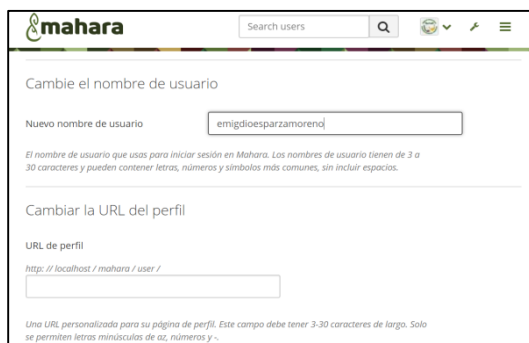 mahara
Search users
Cambie el nombre de usuario
Nuevo nombre de usuario
emigdioesparzamoreno
El nombre de usuario que usas para iniciar sesión en Mahara. Los nombres de usuario tienen de 3 a
30 caracteres y pueden contener letras, números y símbolos más comunes, sin incluir espacios.
Cambiar la URL del perfil
URL de perfil
http: // localhost / mahara / user /
Una URL personalizada para su página de perfil. Este campo debe tener 3-30 caracteres de largo. Solo
se permiten letras minúsculas de az, números y -.